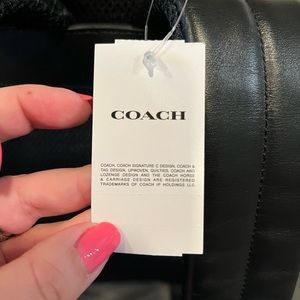 COACH
COACH, COACH SIGNATURE C DESIGN, COACH &
TAG DESIGN, UPWOVEN, QUILTIES, COACH AND
LOZENGE DESIGN AND THE COACH HORSE
& CARRIAGE DESIGN ARE REGISTERED
TRADEMARKS OF COACH IP HOLDINGS LLC